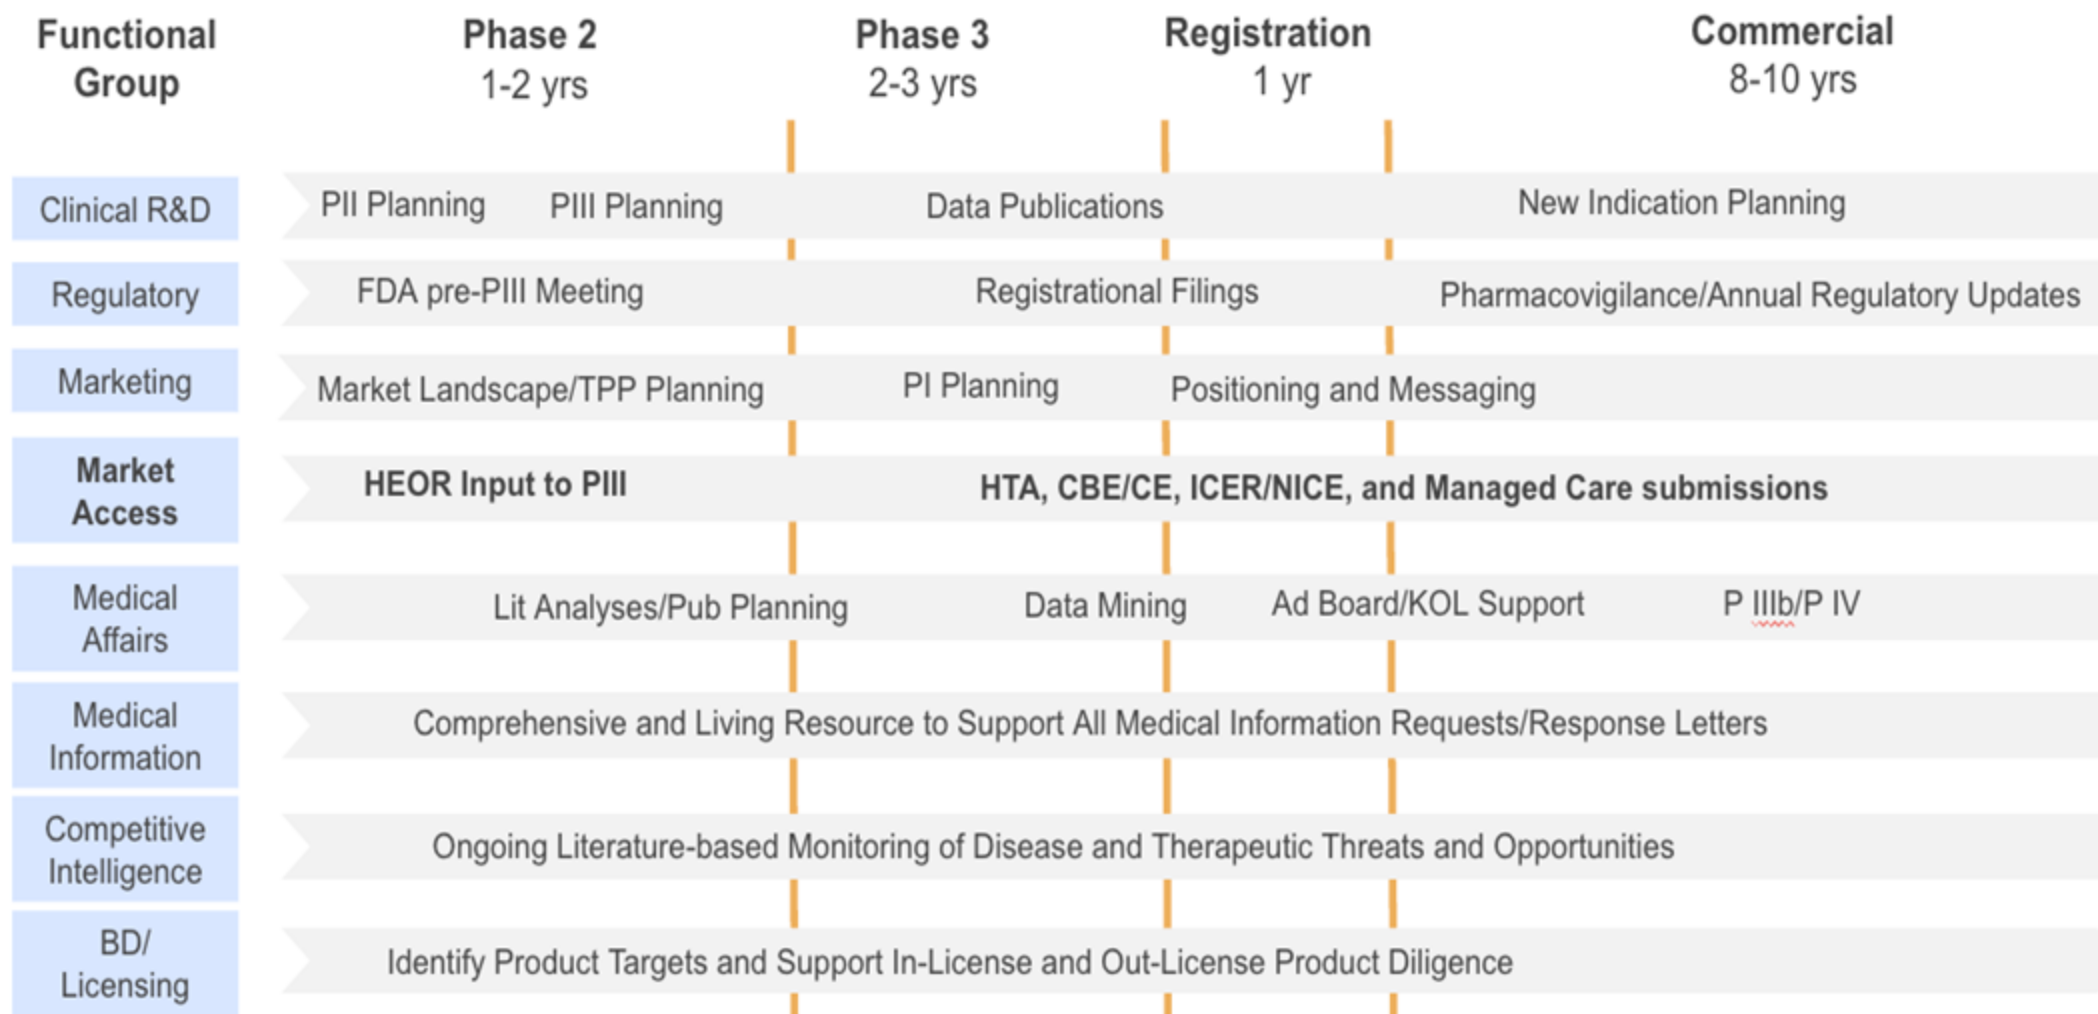 Functional
Group
Phase 2
1-2 yrs
Phase 3
2-3 yrs
Registration
1 yr
Commercial
8-10 yrs
Clinical R&D
PII Planning
PIII Planning
Data Publications
New Indication Planning
Regulatory
FDA pre-PIII Meeting
Registrational Filings
Pharmacovigilance/Annual Regulatory Updates
Marketing
Market Landscape/TPP Planning
PI Planning
Positioning and Messaging
Market
Access
HEOR Input to PIII
HTA, CBE/CE, ICER/NICE, and Managed Care submissions
Medical
Affairs
Lit Analyses/Pub Planning
Data Mining
Ad Board/KOL Support
P IIIb/P IV
Medical
Information
Comprehensive and Living Resource to Support All Medical Information Requests/Response Letters
Competitive
Intelligence
Ongoing Literature-based Monitoring of Disease and Therapeutic Threats and Opportunities
BD/
Licensing
Identify Product Targets and Support In-License and Out-License Product Diligence